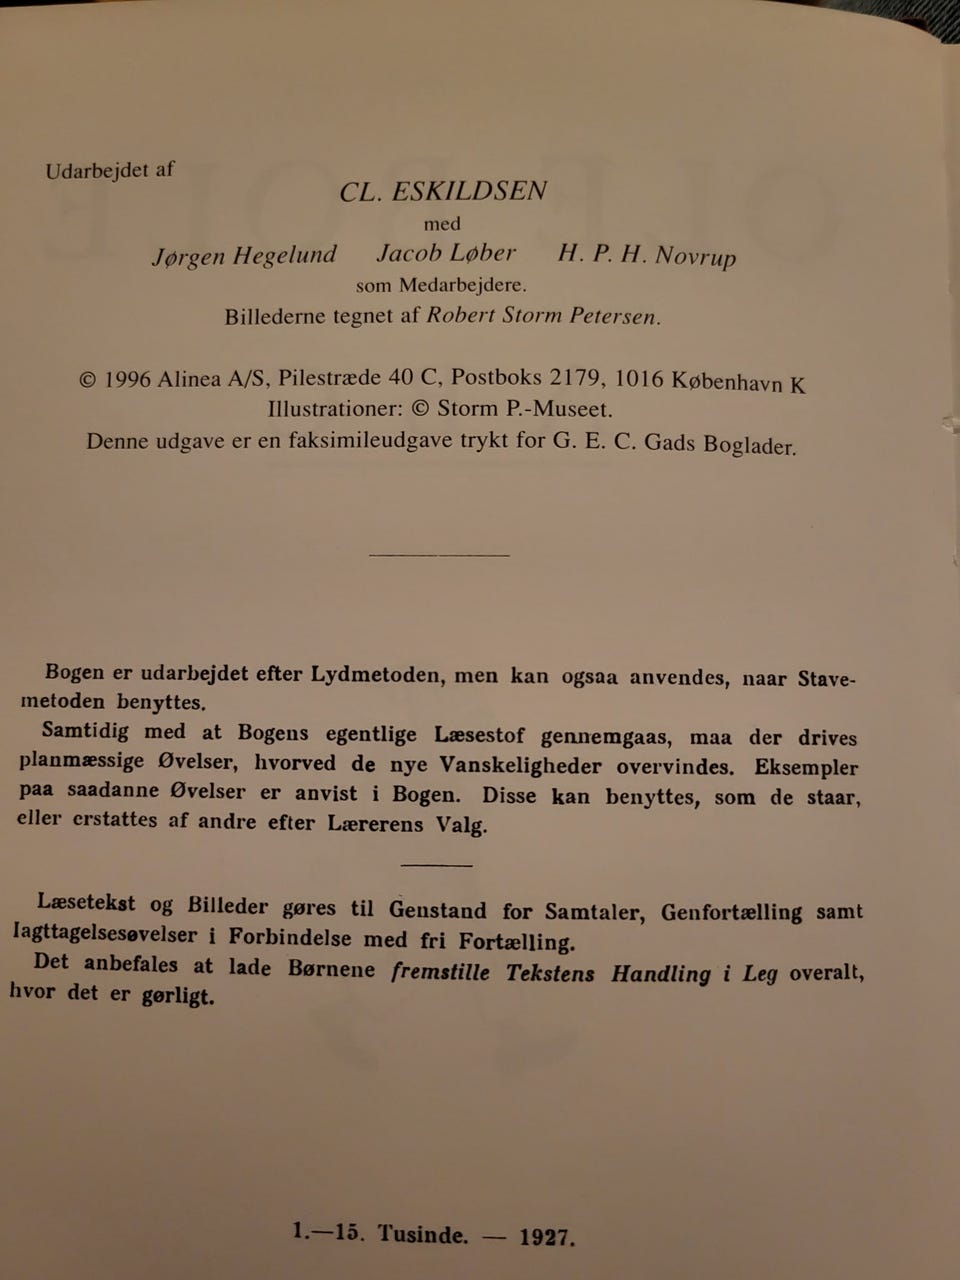 Udarbejdet af
CL. ESKILDSEN
med
Jørgen Hegelund Jacob Løber H. P. H. Novrup
som Medarbejdere.
Billederne tegnet af Robert Storm Petersen.
© 1996 Alinea A/S, Pilestræde 40 C, Postboks 2179, 1016 København K
Illustrationer: © Storm P.-Museet.
Denne udgave er en faksimileudgave trykt for G. E. C. Gads Boglader.
Bogen er udarbejdet efter Lydmetoden, men kan ogsaa anvendes, naar Stave-
metoden benyttes.
Samtidig med at Bogens egentlige Læsestof gennemgaas, maa der drives
planmæssige Øvelser, hvorved de nye Vanskeligheder overvindes. Eksempler
paa saadanne Øvelser er anvist i Bogen. Disse kan benyttes, som de staar,
eller erstattes af andre efter Lærerens Valg.
Læsetekst og Billeder gøres til Genstand for Samtaler, Genfortælling samt
Iagttagelsesøvelser i Forbindelse med fri Fortælling.
Det anbefales at lade Børnene fremstille Tekstens Handling i Leg overalt,
hvor det er gørligt.
1.—15. Tusinde. — 1927.